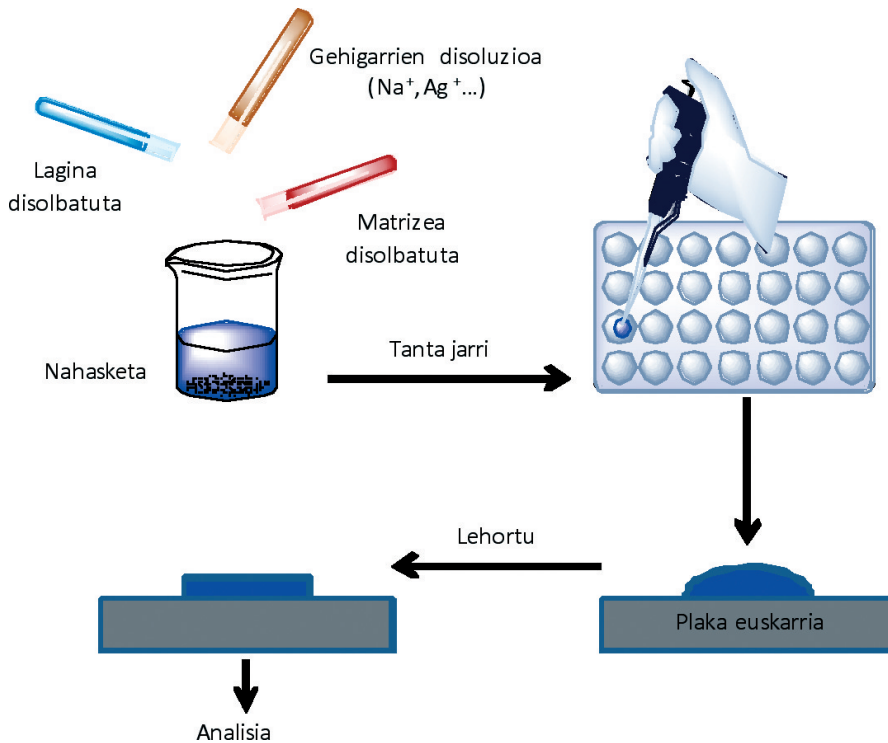 Gehigarrien disoluzioa
(Na⁺, Ag⁺...)
Lagina
disolbatuta
Matrizea
disolbatuta
Nahasketa
Tanta jarri
Lehortu
Plaka euskarria
Analisia